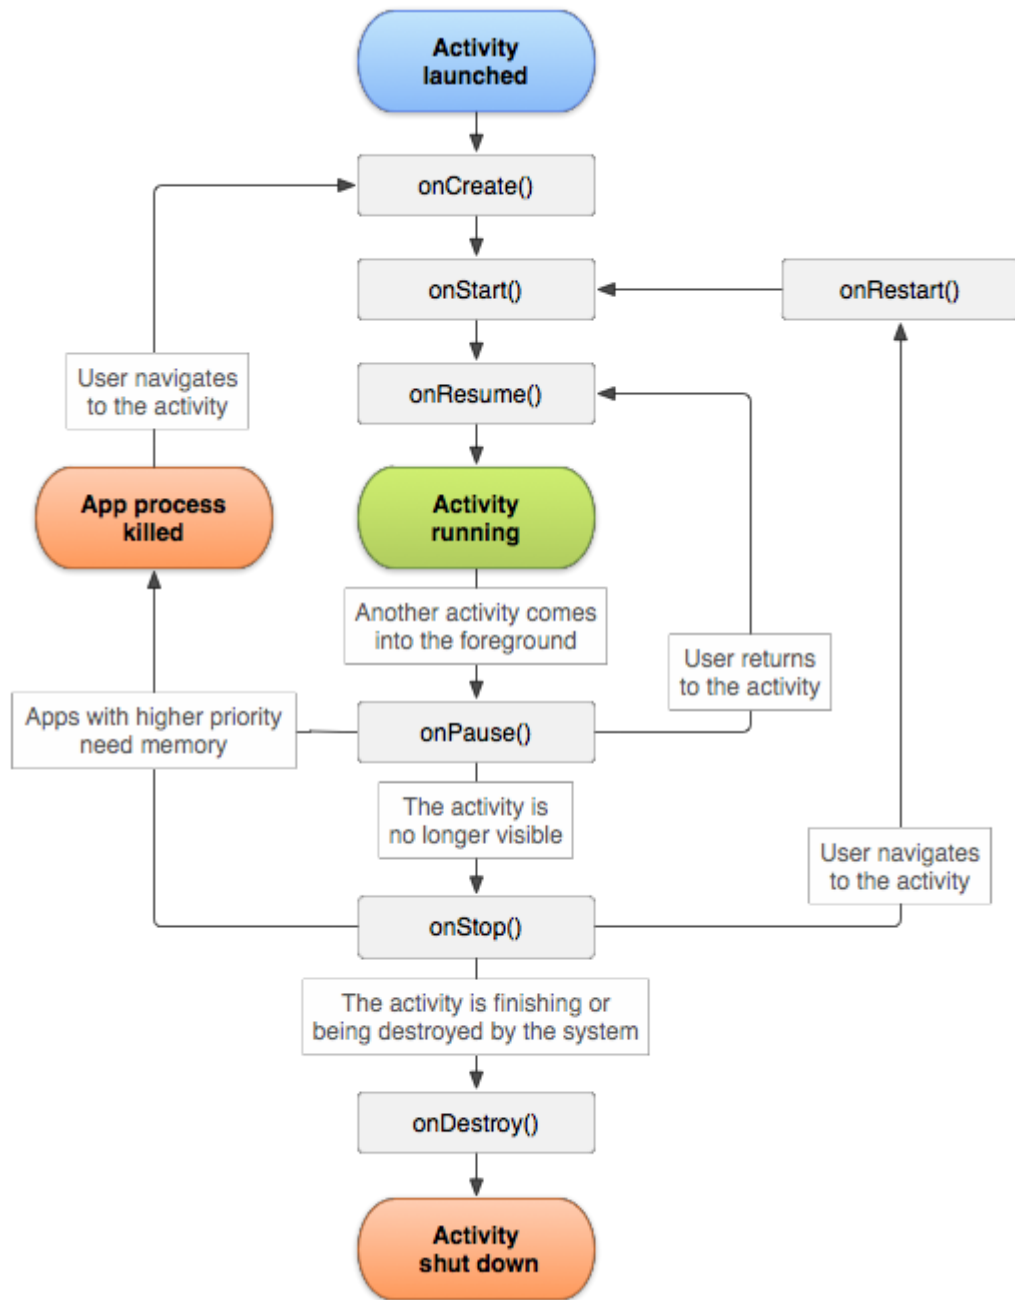 Activity
launched
onCreate()
onStart()
onRestart()
User navigates
to the activity
onResume()
App process
killed
Activity
running
Another activity comes
into the foreground
User returns
to the activity
Apps with higher priority
need memory
onPause()
The activity is
no longer visible
User navigates
to the activity
onStop()
The activity is finishing or
being destroyed by the system
onDestroy()
Activity
shut down